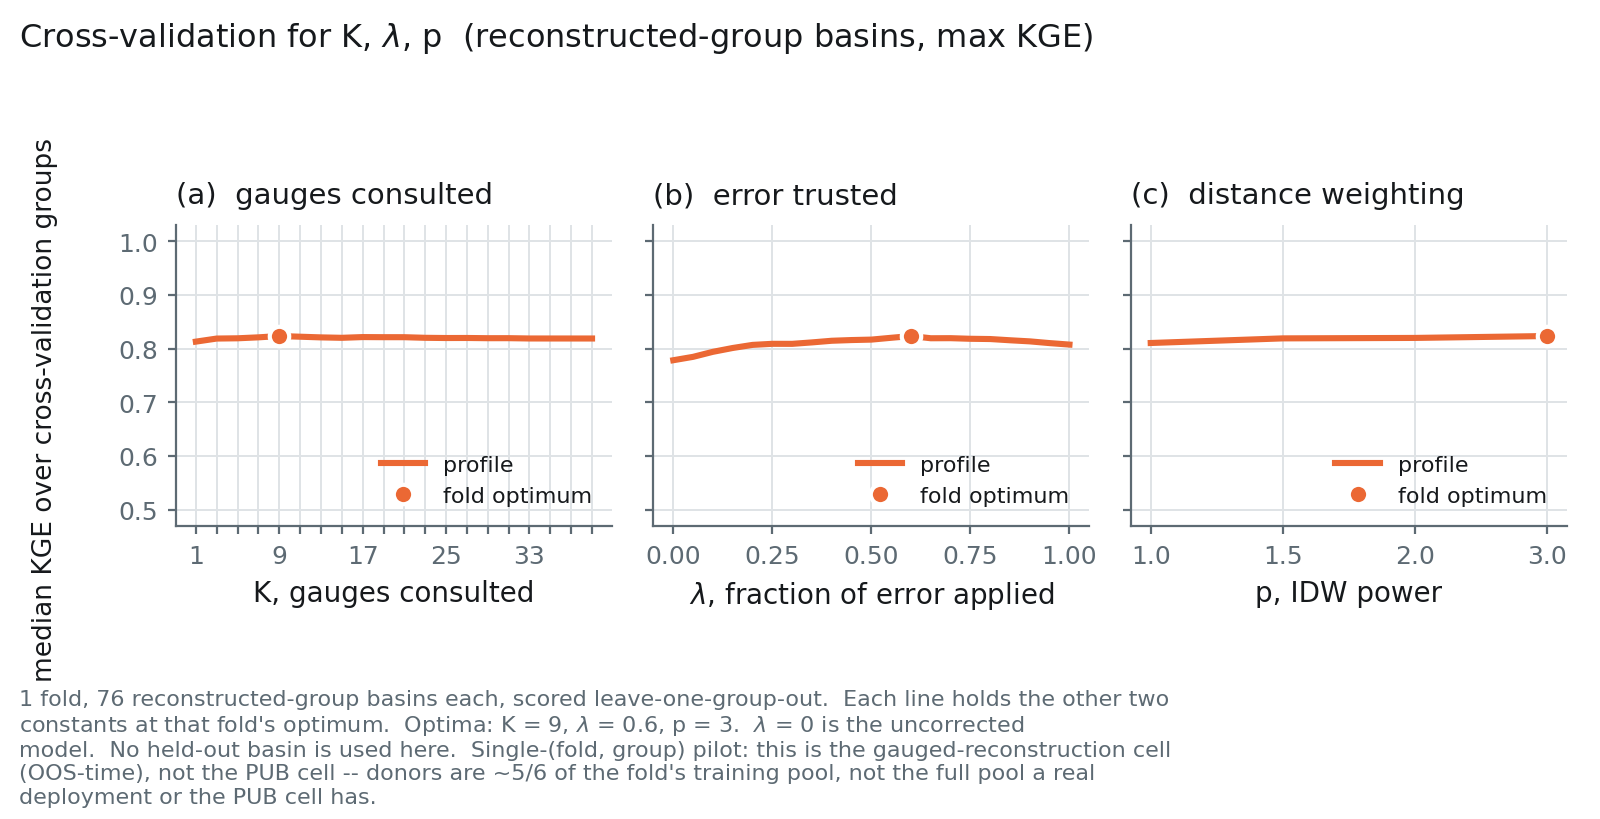 Cross-validation for K, λ, p  (reconstructed-group basins, max KGE)
median KGE over cross-validation groups
(a)  gauges consulted
1.0
0.9
0.8
0.7
0.6
0.5
profile
fold optimum
1 9 17 25 33
K, gauges consulted
(b)  error trusted
profile
fold optimum
0.00 0.25 0.50 0.75 1.00
λ, fraction of error applied
(c)  distance weighting
profile
fold optimum
1.0 1.5 2.0 3.0
p, IDW power
1 fold, 76 reconstructed-group basins each, scored leave-one-group-out.  Each line holds the other two
constants at that fold's optimum.  Optima: K = 9, λ = 0.6, p = 3.  λ = 0 is the uncorrected
model.  No held-out basin is used here.  Single-(fold, group) pilot: this is the gauged-reconstruction cell
(OOS-time), not the PUB cell -- donors are ~5/6 of the fold's training pool, not the full pool a real
deployment or the PUB cell has.